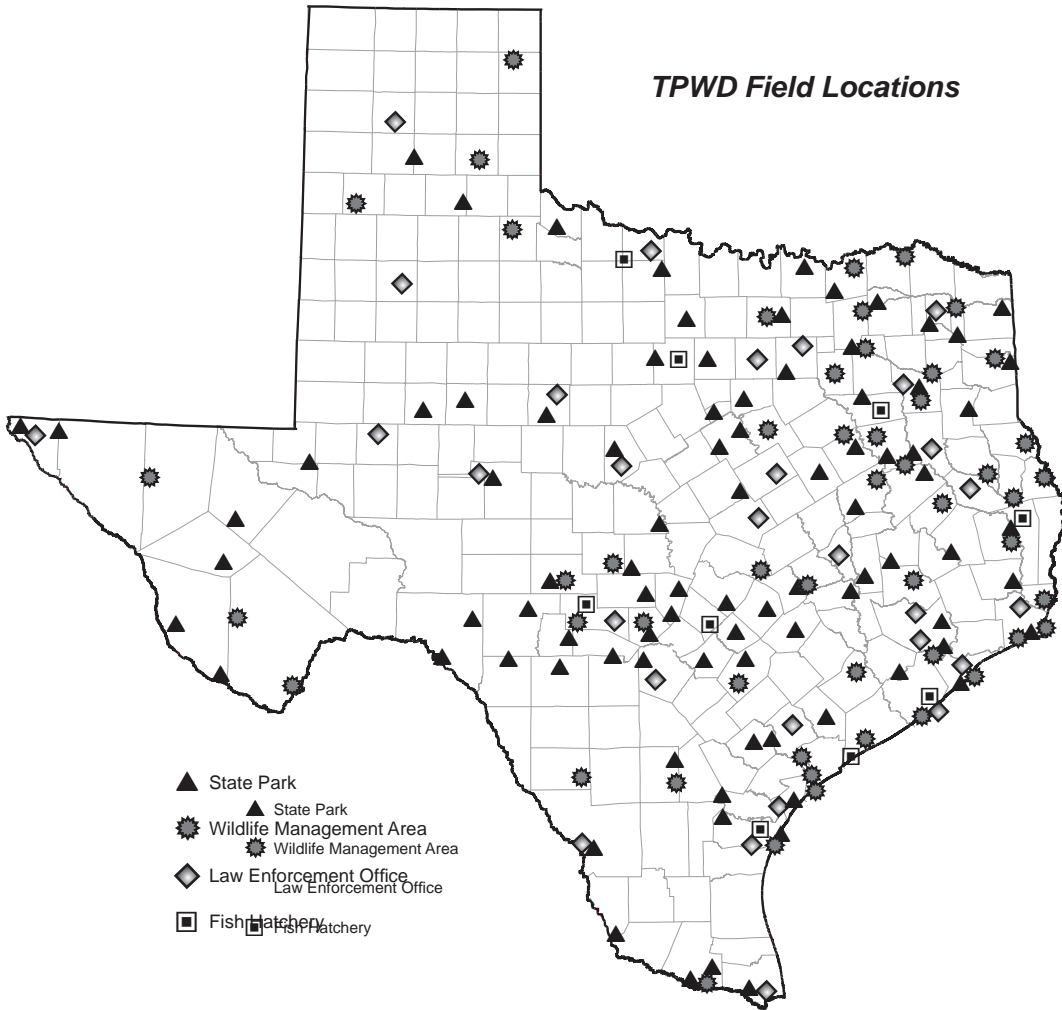 TPWD Field Locations
State Park
State Park
Wildlife Management Area
Wildlife Management Area
Law Enforcement Office
Law Enforcement Office
Fish Hatchery
Fish Hatchery